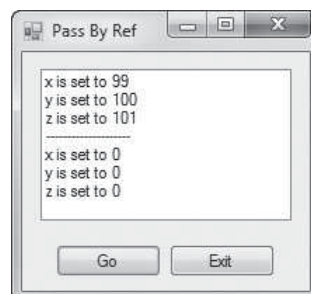 Pass By Ref
x is set to 99
y is set to 100
z is set to 101
--------------------
x is set to 0
y is set to 0
z is set to 0
Go
Exit